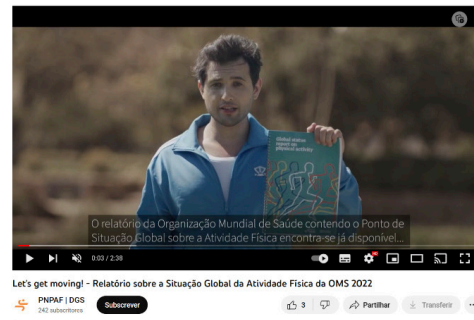 Global status
report on
physical activity
O relatório da Organização Mundial de Saúde contendo o Ponto de
Situação Global sobre a Atividade Física encontra-se já disponível...
0:03 / 2:38
Let's get moving! - Relatório sobre a Situação Global da Atividade Física da OMS 2022
PNPAF | DGS
242 subscritores
Subscrever
3
Partilhar
Transferir